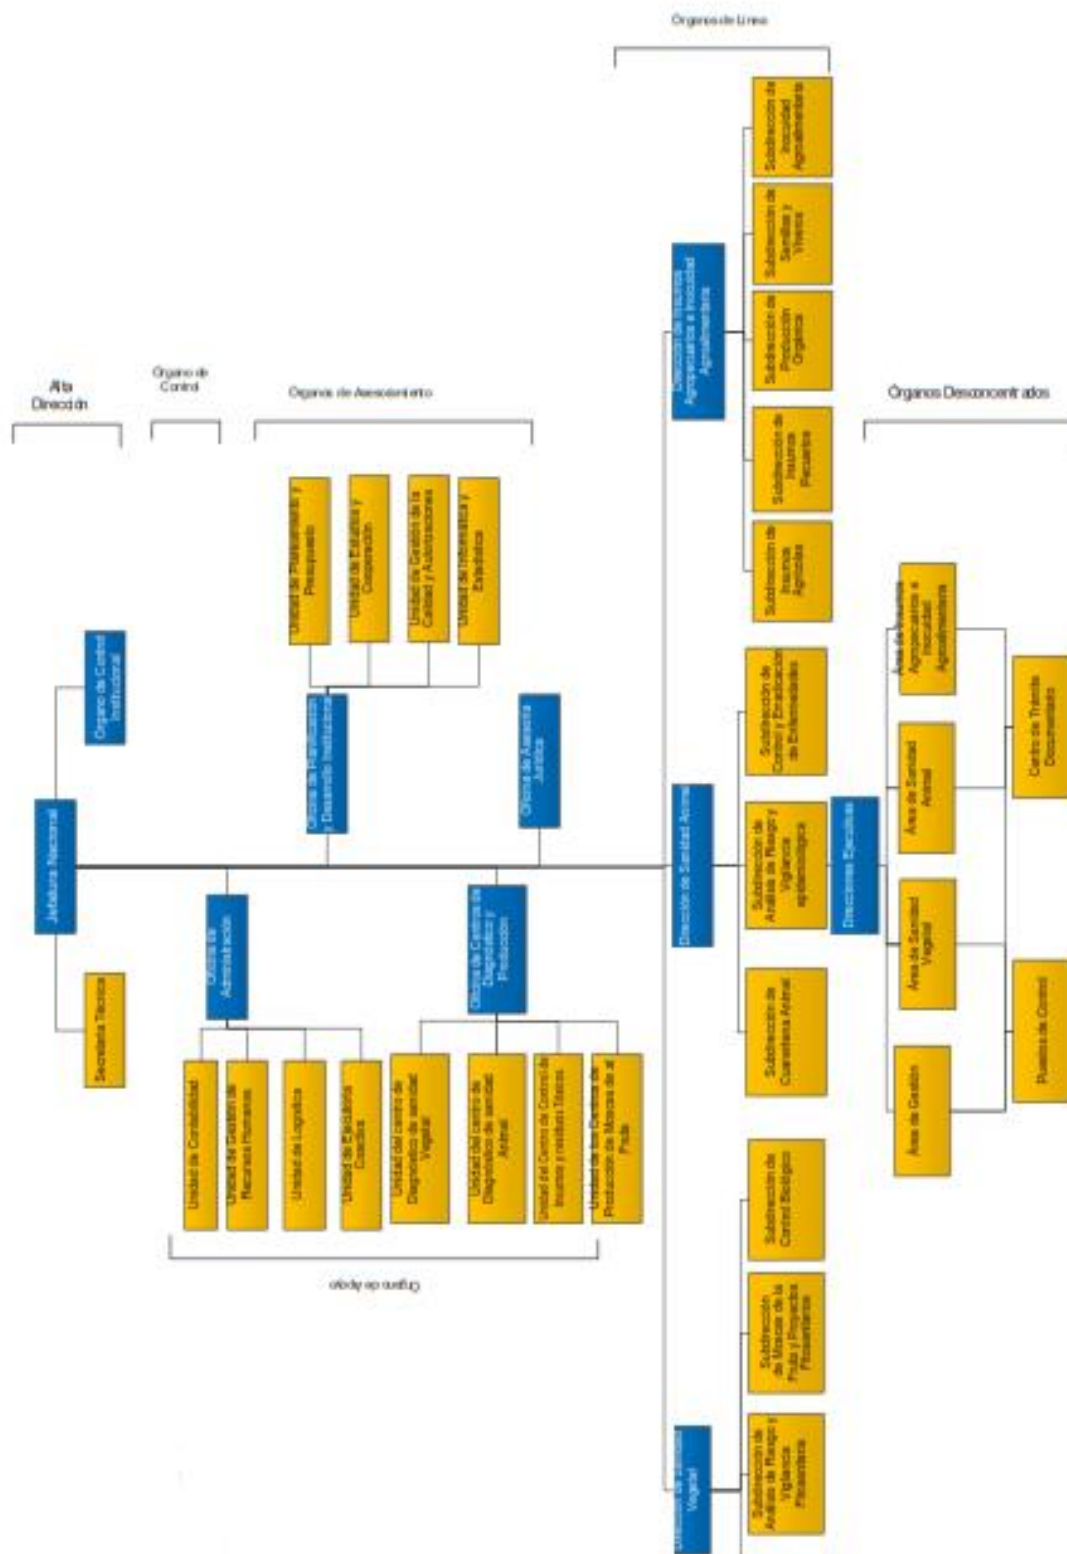 Alta
Dirección
Órgano de
Control
Órganos de Asesoramiento
Órgano de Apoyo
Órganos de Línea
Órganos Desconcentrados
Jefatura Nacional
Secretaría Técnica
Órgano de Control
Institucional
Oficina de Planificación
y Desarrollo Institucional
Unidad de Planeamiento y
Presupuesto
Unidad de
Cooperación
Unidad de Gestión de la
Calidad y Autorizaciones
Unidad de Informática y
Estadística
Oficina de Asesoría
Jurídica
Oficina de
Administración
Unidad de Contabilidad
Unidad de Gestión de
Recursos Humanos
Unidad de Logística
Unidad de
Coactiva
Oficina de Centros de
Diagnóstico y
Producción
Unidad del centro de
Diagnóstico de sanidad
Vegetal
Unidad del centro de
Diagnóstico de sanidad
Animal
Unidad del Centro de Control de
Insumos y residuos Tóxicos
Unidad de los Centros de
Producción de Moscas de al
Fruta
Vegetal
Subdirección de
Análisis de Riesgo y
Vigilancia
Fitosanitaria
Subdirección
de Moscas de la
Fruta y Proyectos
Fitosanitarios
Subdirección de
Control Biológico
Dirección de Sanidad Animal
Subdirección de
Cuarentena Animal
Subdirección de
Análisis de Riesgo y
Vigilancia
epidemiológica
Subdirección de
Control y Erradicación
de Enfermedades
Dirección de Insumos
Agropecuarios e Inocuidad
Agroalimentaria
Subdirección de
Insumos
Agrícolas
Subdirección de
Insumos
Pecuarios
Subdirección de
Producción
Orgánica
Subdirección de
Semillas y
Viveros
Subdirección de
Inocuidad
Agroalimentaria
Direcciones Ejecutivas
Área de Gestión
Área de Sanidad
Vegetal
Área de Sanidad
Animal
Área de Insumos
Agropecuarios e
Inocuidad
Agroalimentaria
Puestos de Control
Centro de Trámite
Documentario